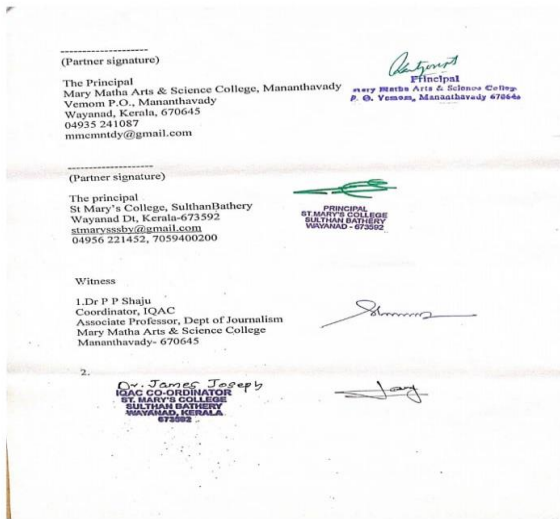 --------------------
(Partner signature)
The Principal
Mary Matha Arts & Science College, Mananthavady
Vemom P.O., Mananthavady
Wayanad, Kerala, 670645
04935 241087
mmcmntdy@gmail.com
Principal
Mary Matha Arts & Science College
P. O. Vemom, Mananthavady 670645
--------------------
(Partner signature)
The principal
St Mary's College, SulthanBathery
Wayanad Dt, Kerala-673592
stmarysssby@gmail.com
04956 221452, 7059400200
PRINCIPAL
ST.MARY'S COLLEGE
SULTHAN BATHERY
WAYANAD - 673592
Witness
1.Dr P P Shaju
Coordinator, IQAC
Associate Professor, Dept of Journalism
Mary Matha Arts & Science College
Mananthavady- 670645
2.
Dr. James Joseph
IQAC CO-ORDINATOR
ST. MARY'S COLLEGE
SULTHAN BATHERY
WAYANAD, KERALA
673592